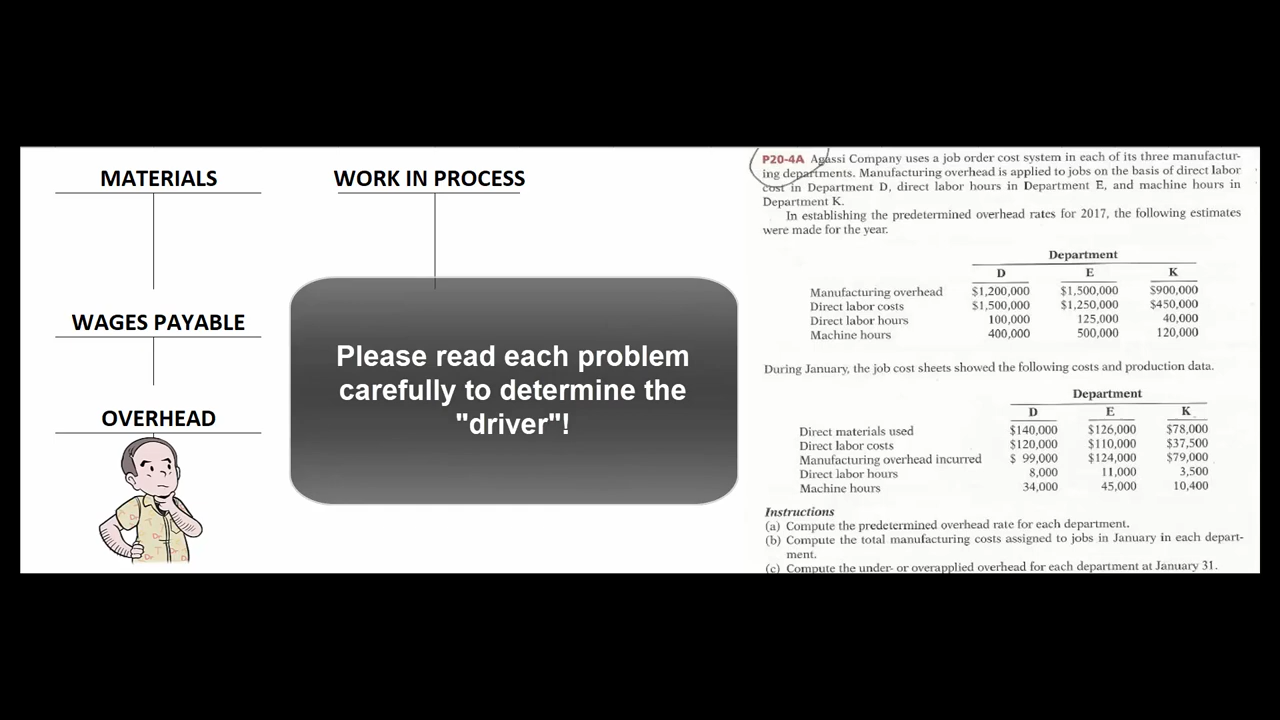 MATERIALS
WORK IN PROCESS
WAGES PAYABLE
OVERHEAD
Please read each problem
carefully to determine the
"driver"!
P20-4A Agassi Company uses a job order cost system in each of its three manufactur-
ing departments. Manufacturing overhead is applied to jobs on the basis of direct labor
cost in Department D, direct labor hours in Department E, and machine hours in
Department K.
In establishing the predetermined overhead rates for 2017, the following estimates
were made for the year.
Department
D E K
Manufacturing overhead $1,200,000 $1,500,000 $900,000
Direct labor costs $1,500,000 $1,250,000 $450,000
Direct labor hours 100,000 125,000 40,000
Machine hours 400,000 500,000 120,000
During January, the job cost sheets showed the following costs and production data.
Department
D E K
Direct materials used $140,000 $126,000 $78,000
Direct labor costs $120,000 $110,000 $37,500
Manufacturing overhead incurred $ 99,000 $124,000 $79,000
Direct labor hours 8,000 11,000 3,500
Machine hours 34,000 45,000 10,400
Instructions
(a) Compute the predetermined overhead rate for each department.
(b) Compute the total manufacturing costs assigned to jobs in January in each depart-
ment.
(c) Compute the under- or overapplied overhead for each department at January 31.